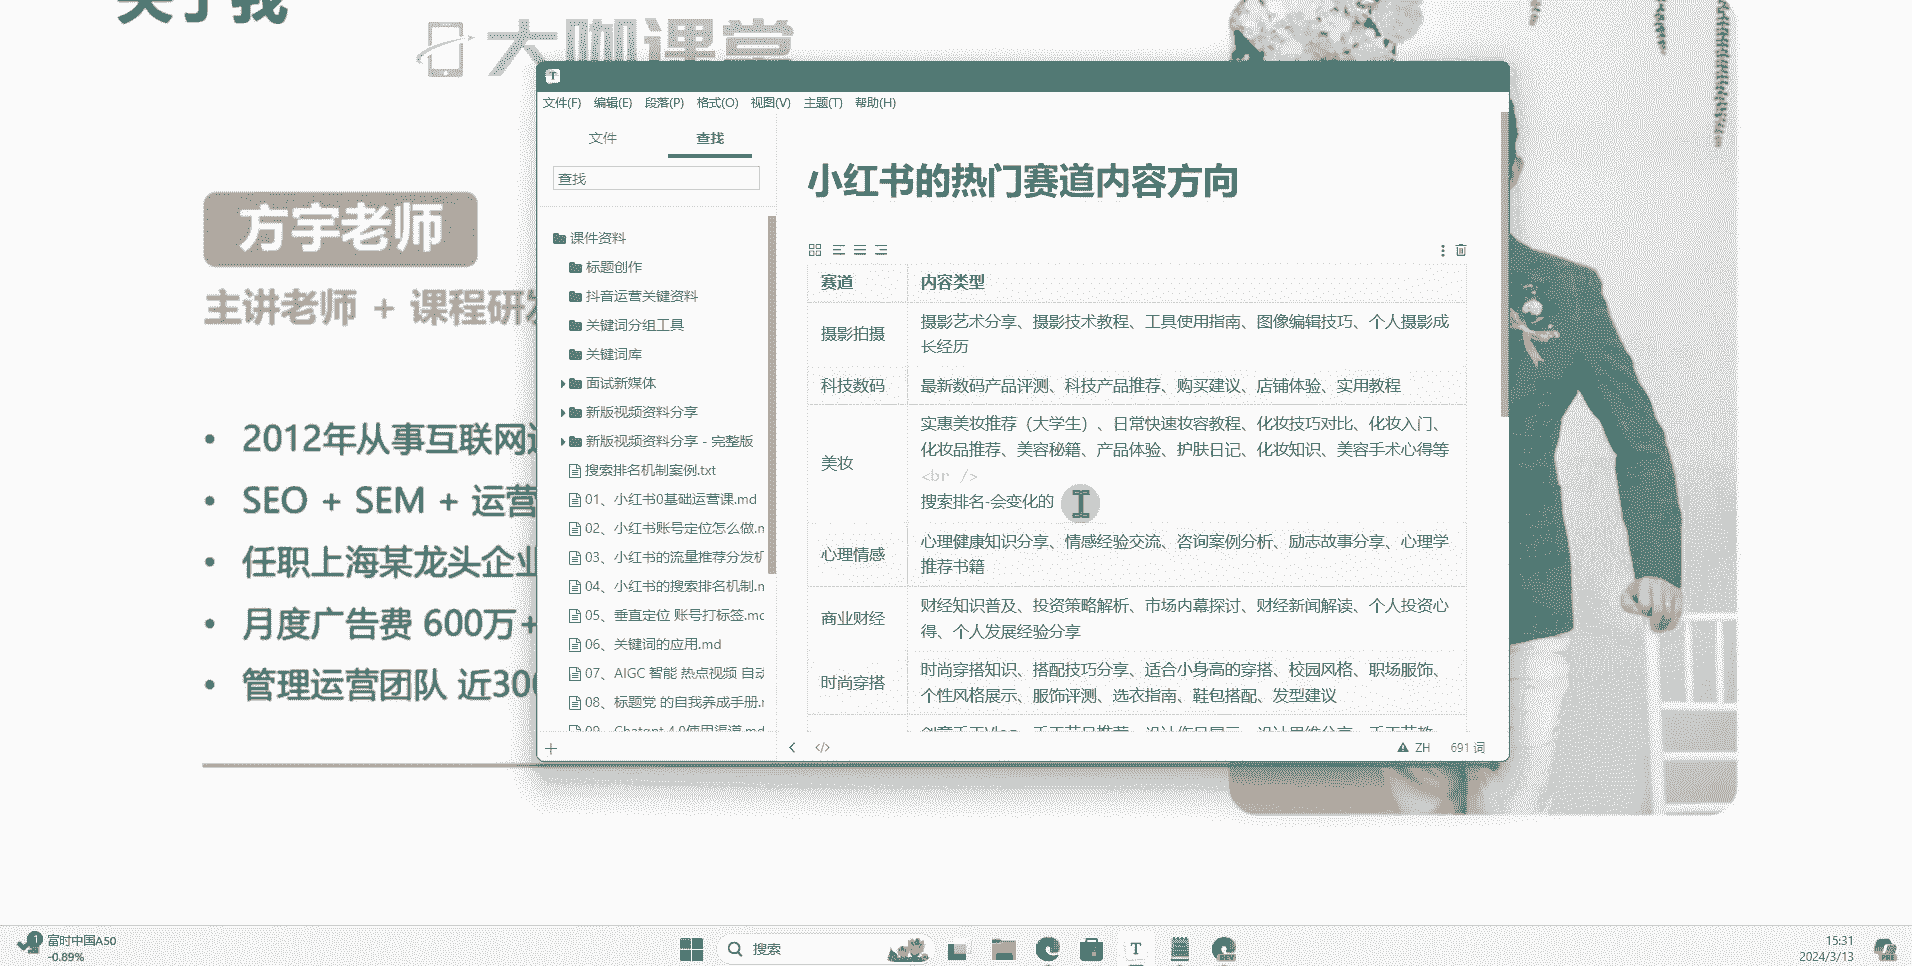 关于我
大咖课堂
方宇老师
主讲老师 + 课程研发
• 2012年从事互联网
• SEO + SEM + 运营
• 任职上海某龙头企业
• 月度广告费 600万+
• 管理运营团队 近300
T
文件(F) 编辑(E) 段落(P) 格式(O) 视图(V) 主题(T) 帮助(H)
文件 查找
查找
课件资料
标题创作
抖音运营关键资料
关键词分组工具
关键词库
面试新媒体
新版视频资料分享
新版视频资料分享 - 完整版
搜索排名机制案例.txt
01、小红书0基础运营课.md
02、小红书账号定位怎么做.m
03、小红书的流量推荐分发机
04、小红书的搜索排名机制.m
05、垂直定位 账号打标签.mc
06、关键词的应用.md
07、AIGC 智能 热点视频 自动
08、标题党 的自我养成手册.r
09、Chatgpt 4.0使用渠道.md
小红书的热门赛道内容方向
赛道 内容类型
摄影拍摄 摄影艺术分享、摄影技术教程、工具使用指南、图像编辑技巧、个人摄影成
长经历
科技数码 最新数码产品评测、科技产品推荐、购买建议、店铺体验、实用教程
美妆 实惠美妆推荐（大学生）、日常快速妆容教程、化妆技巧对比、化妆入门、
化妆品推荐、美容秘籍、产品体验、护肤日记、化妆知识、美容手术心得等
<br />
搜索排名-会变化的
心理情感 心理健康知识分享、情感经验交流、咨询案例分析、励志故事分享、心理学
推荐书籍
商业财经 财经知识普及、投资策略解析、市场内幕探讨、财经新闻解读、个人投资心
得、个人发展经验分享
时尚穿搭 时尚穿搭知识、搭配技巧分享、适合小身高的穿搭、校园风格、职场服饰、
个性风格展示、服饰评测、选衣指南、鞋包搭配、发型建议
</> ZH 691 词
1
富时中国A50
-0.89%
搜索
T
DEV
15:31
2024/3/13
PRE